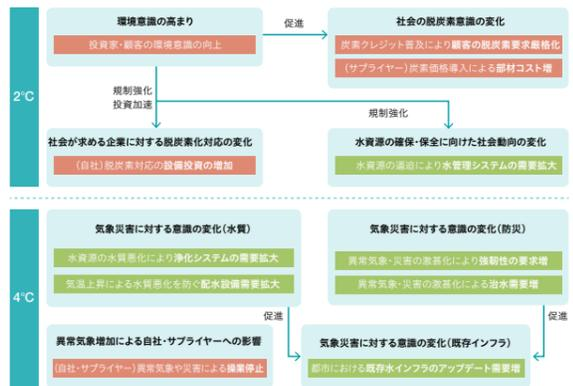 2℃
環境意識の高まり
投資家・顧客の環境意識の向上
促進
社会の脱炭素意識の変化
炭素クレジット普及により顧客の脱炭素要求厳格化
(サプライヤー)炭素価格導入による部材コスト増
規制強化
投資加速
規制強化
社会が求める企業に対する脱炭素化対応の変化
(自社)脱炭素対応の設備投資の増加
水資源の確保・保全に向けた社会動向の変化
水資源の逼迫により水管理システムの需要拡大
4℃
気象災害に対する意識の変化(水質)
水資源の水質悪化により浄化システムの需要拡大
気温上昇による水質悪化を防ぐ配水設備需要拡大
気象災害に対する意識の変化(防災)
異常気象・災害の激甚化により強靭性の要求増
異常気象・災害の激甚化による治水需要増
促進
促進
異常気象増加による自社・サプライヤーへの影響
(自社・サプライヤー)異常気象や災害による操業停止
気象災害に対する意識の変化(既存インフラ)
都市における既存水インフラのアップデート需要増